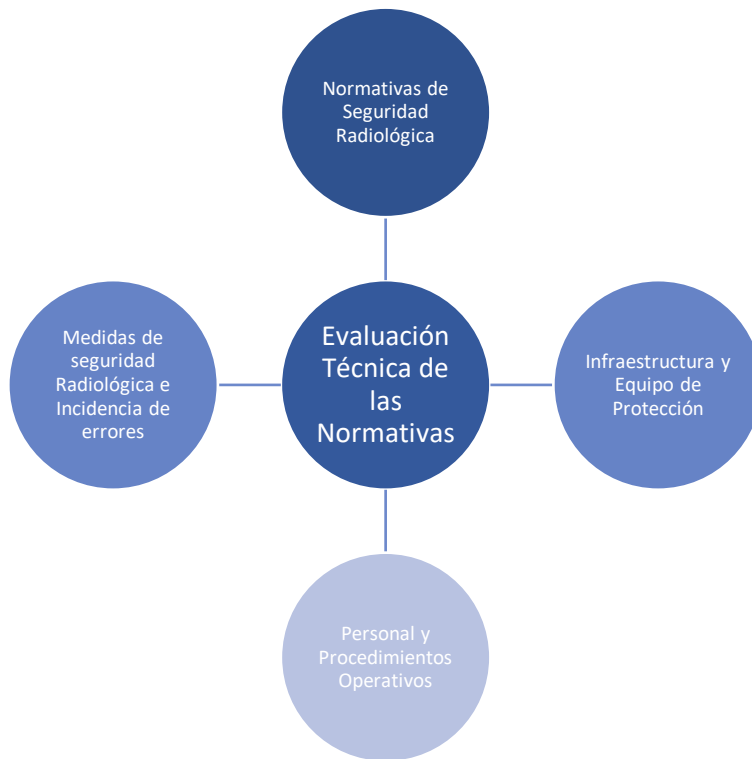 Normativas de
Seguridad
Radiológica
Medidas de
seguridad
Radiológica e
Incidencia de
errores
Evaluación
Técnica de
las
Normativas
Infraestructura y
Equipo de
Protección
Personal y
Procedimientos
Operativos